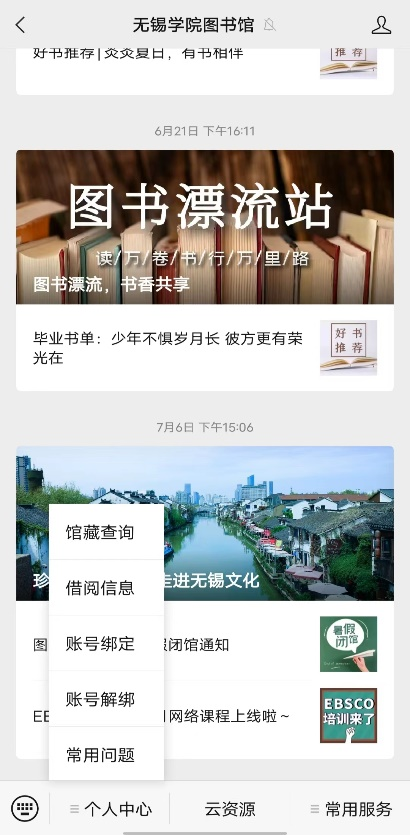 无锡学院图书馆
好书推荐|炎炎夏日，有书相伴
推 荐
6月21日 下午16:11
图书漂流站
读/万/卷/书/行/万/里/路
图书漂流，书香共享
毕业书单：少年不惧岁月长 彼方更有荣
光在
好 书
推 荐
7月6日 下午15:06
珍
走进无锡文化
图
闭馆通知
暑假
闭馆
网络课程上线啦～
EBSCO
培训来了
馆藏查询
借阅信息
账号绑定
账号解绑
常用问题
个人中心
云资源
常用服务